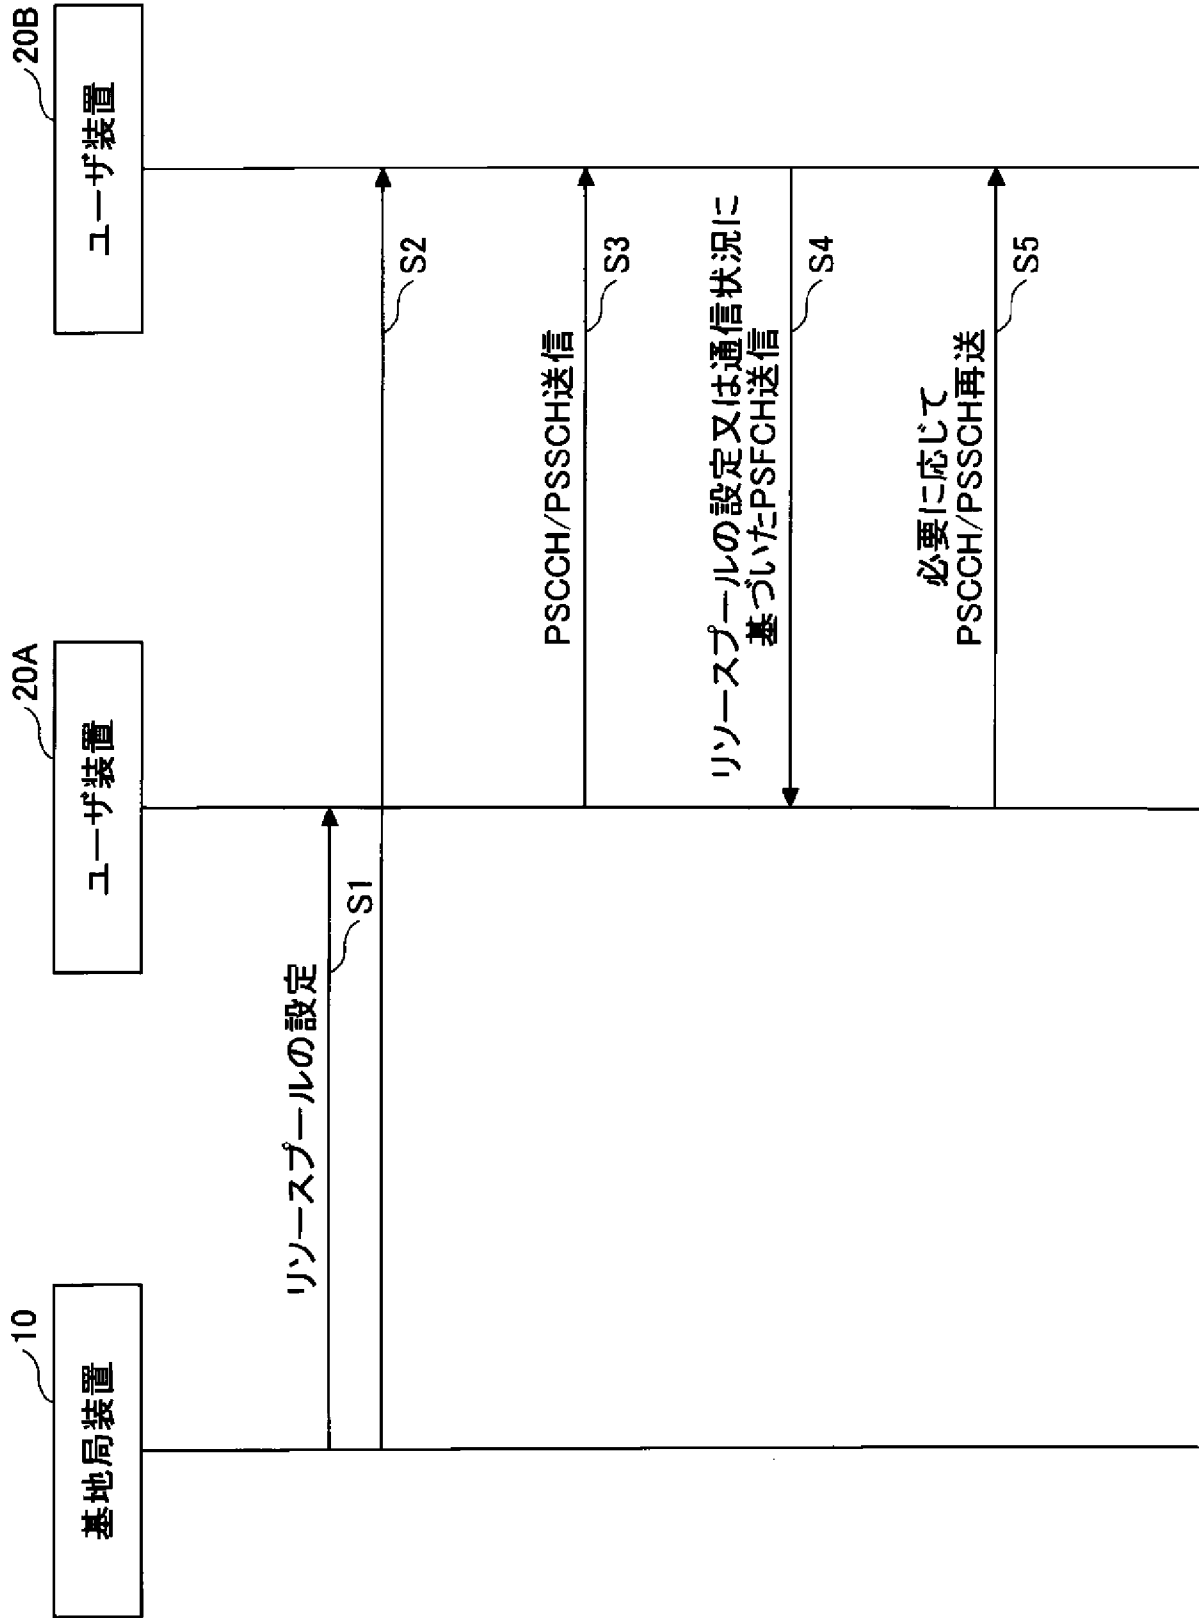 10
基地局装置
20A
ユーザ装置
20B
ユーザ装置
リソースプールの設定
S1
S2
PSCCH/PSSCH送信
S3
リソースプールの設定又は通信状況に
基づいたPSFCH送信
S4
必要に応じて
PSCCH/PSSCH再送
S5